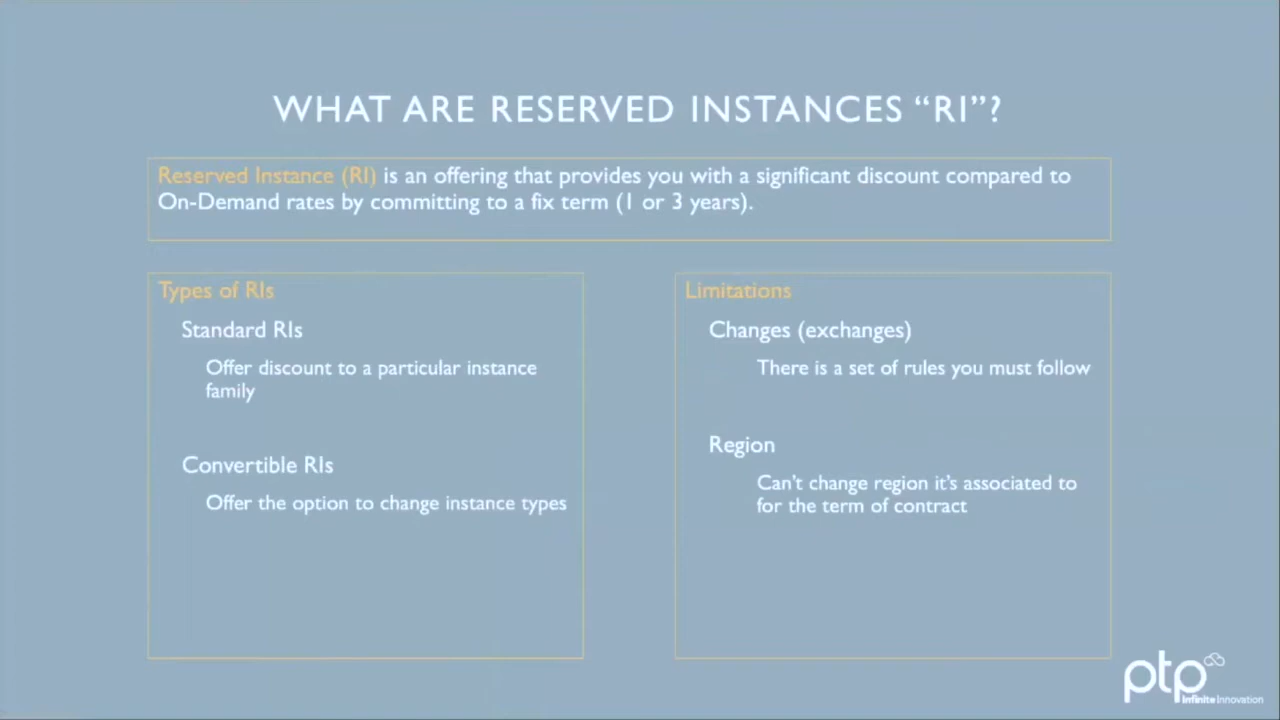 WHAT ARE RESERVED INSTANCES “RI”?
Reserved Instance (RI) is an offering that provides you with a significant discount compared to
On-Demand rates by committing to a fix term (1 or 3 years).
Types of RIs
Standard RIs
Offer discount to a particular instance
family
Convertible RIs
Offer the option to change instance types
Limitations
Changes (exchanges)
There is a set of rules you must follow
Region
Can't change region it's associated to
for the term of contract
ptp
Infinite Innovation